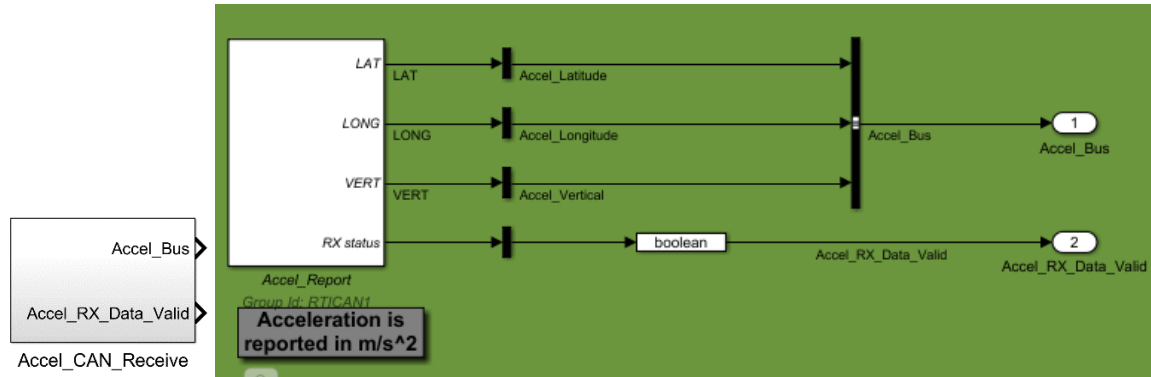 Accel_Bus
Accel_RX_Data_Valid
Accel_CAN_Receive
LAT
LAT
Accel_Latitude
LONG
LONG
Accel_Longitude
Accel_Bus
1
Accel_Bus
VERT
VERT
Accel_Vertical
RX status
boolean
Accel_RX_Data_Valid
2
Accel_RX_Data_Valid
Accel_Report
Group Id: RTICAN1
Acceleration is
reported in m/s^2